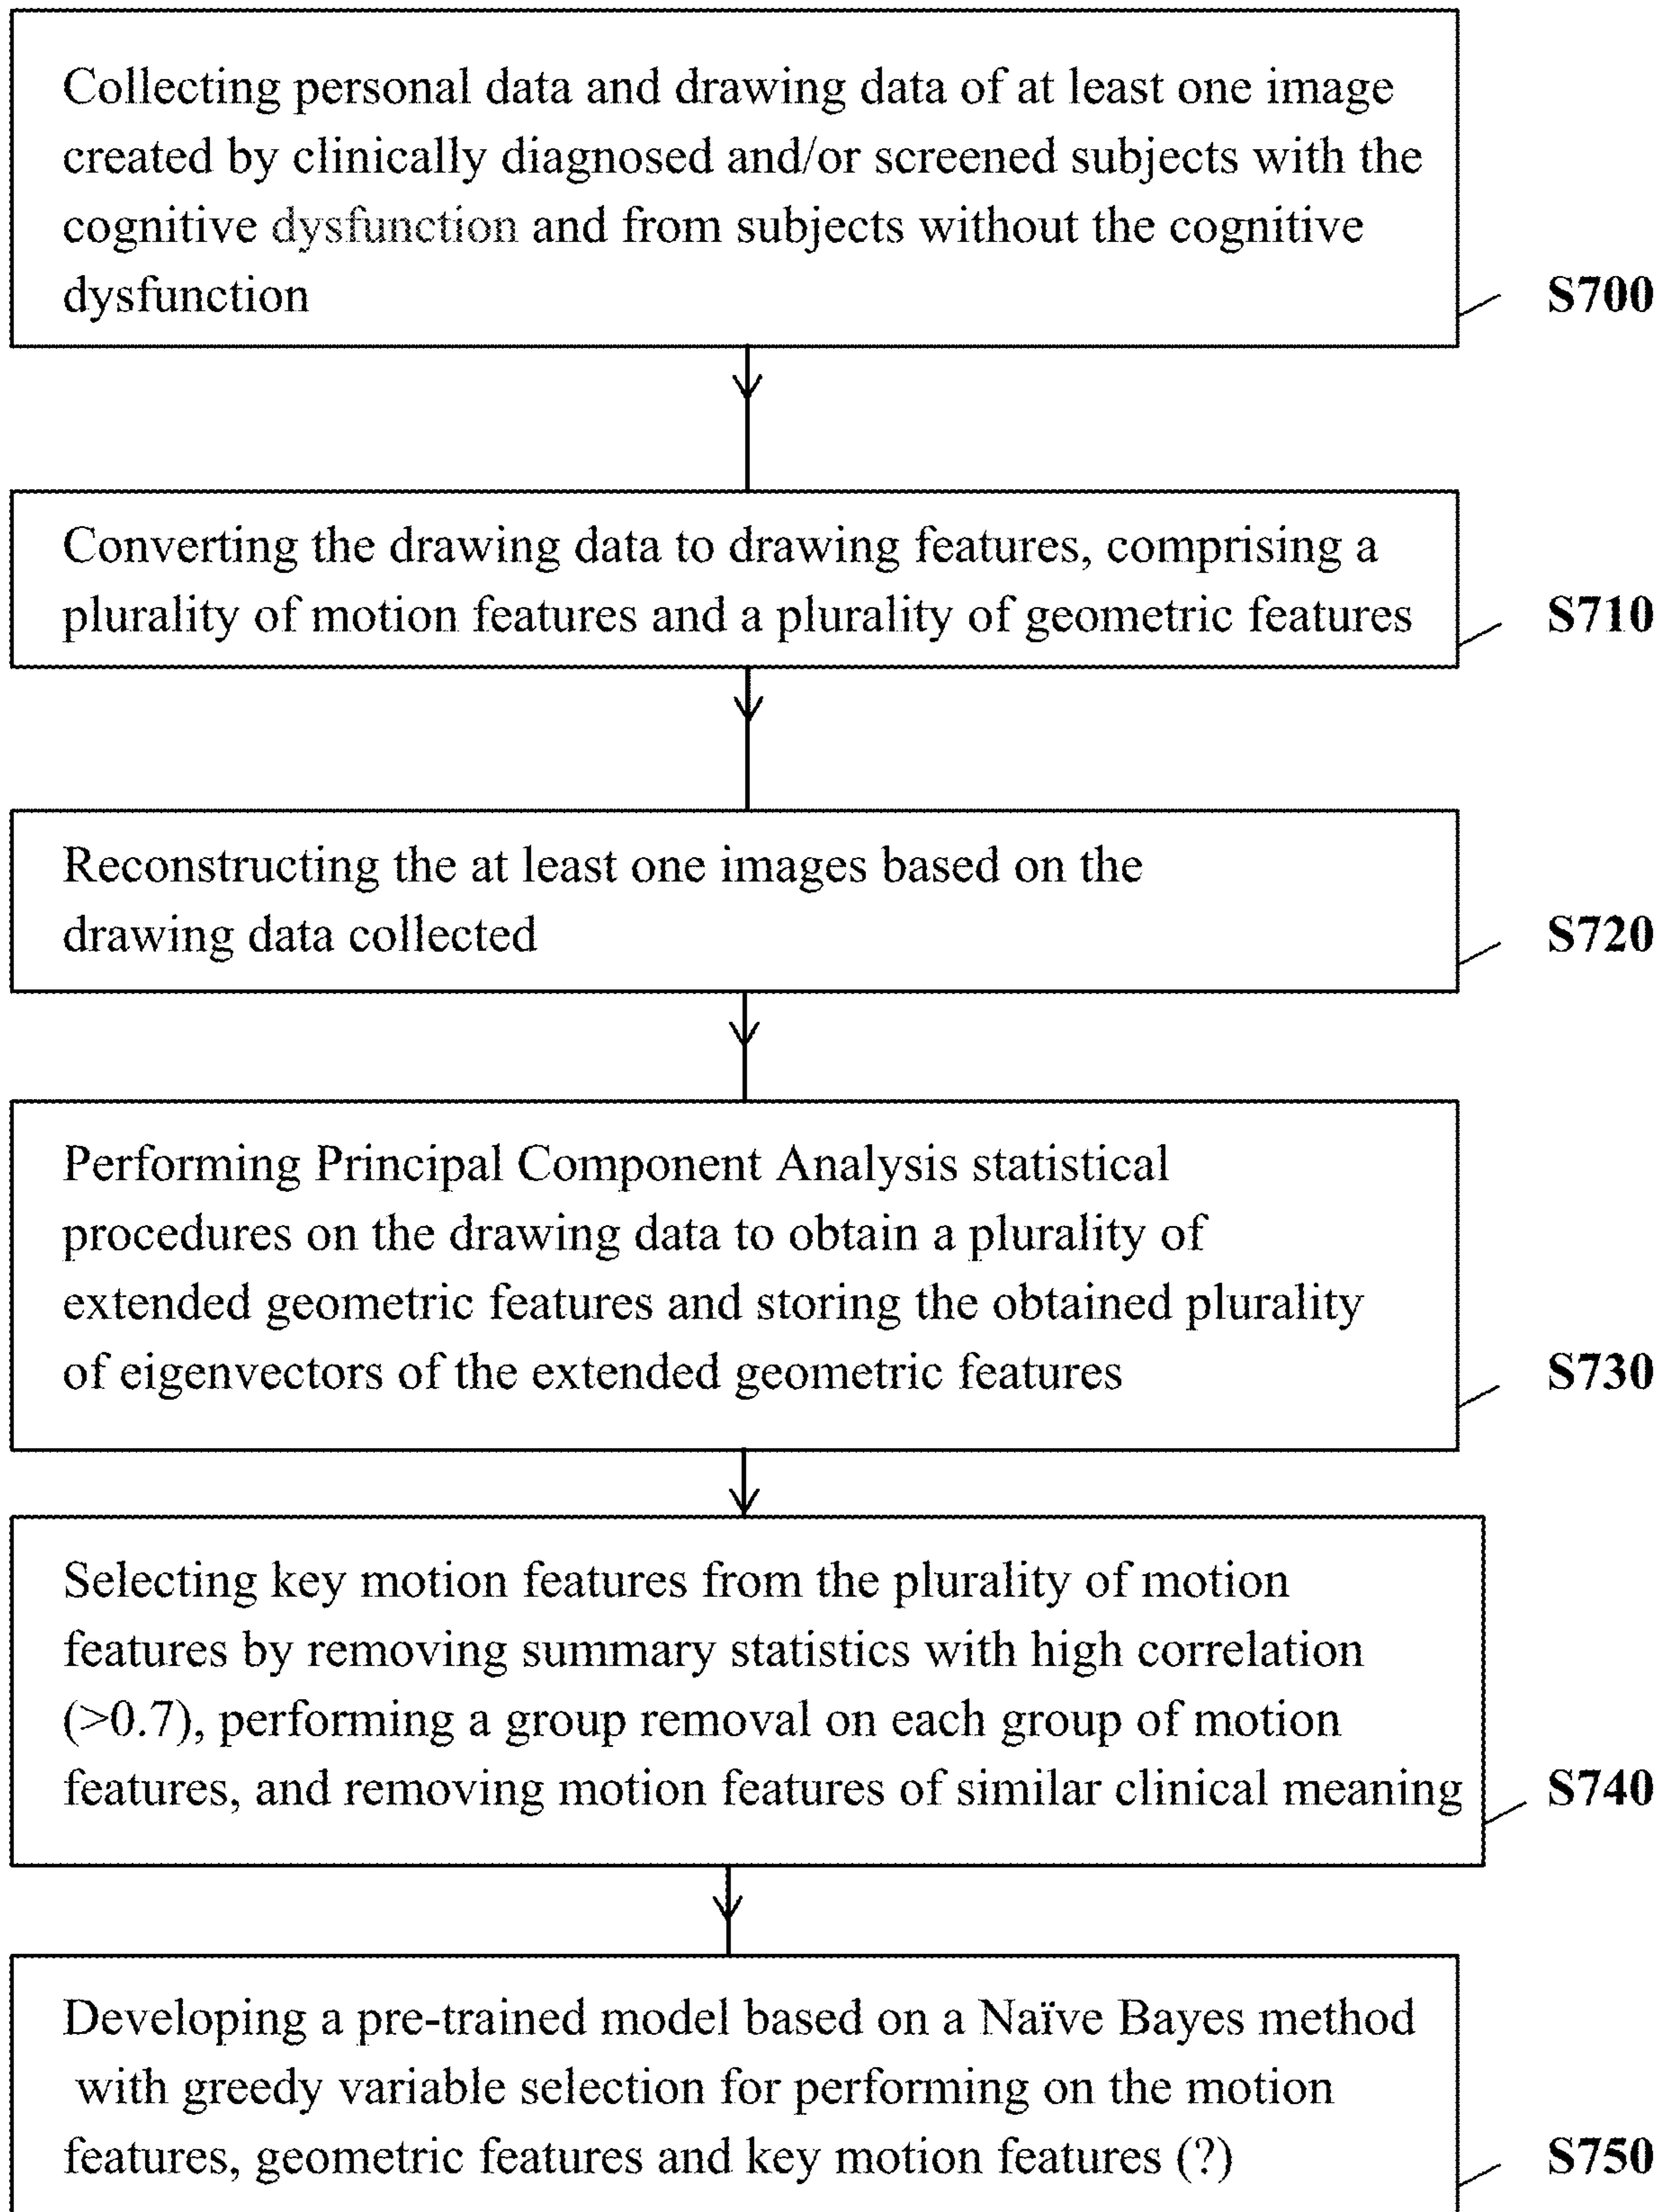 Collecting personal data and drawing data of at least one image
created by clinically diagnosed and/or screened subjects with the
cognitive dysfunction and from subjects without the cognitive
dysfunction
S700
Converting the drawing data to drawing features, comprising a
plurality of motion features and a plurality of geometric features
S710
Reconstructing the at least one images based on the
drawing data collected
S720
Performing Principal Component Analysis statistical
procedures on the drawing data to obtain a plurality of
extended geometric features and storing the obtained plurality
of eigenvectors of the extended geometric features
S730
Selecting key motion features from the plurality of motion
features by removing summary statistics with high correlation
(>0.7), performing a group removal on each group of motion
features, and removing motion features of similar clinical meaning
S740
Developing a pre-trained model based on a Naïve Bayes method
with greedy variable selection for performing on the motion
features, geometric features and key motion features (?)
S750